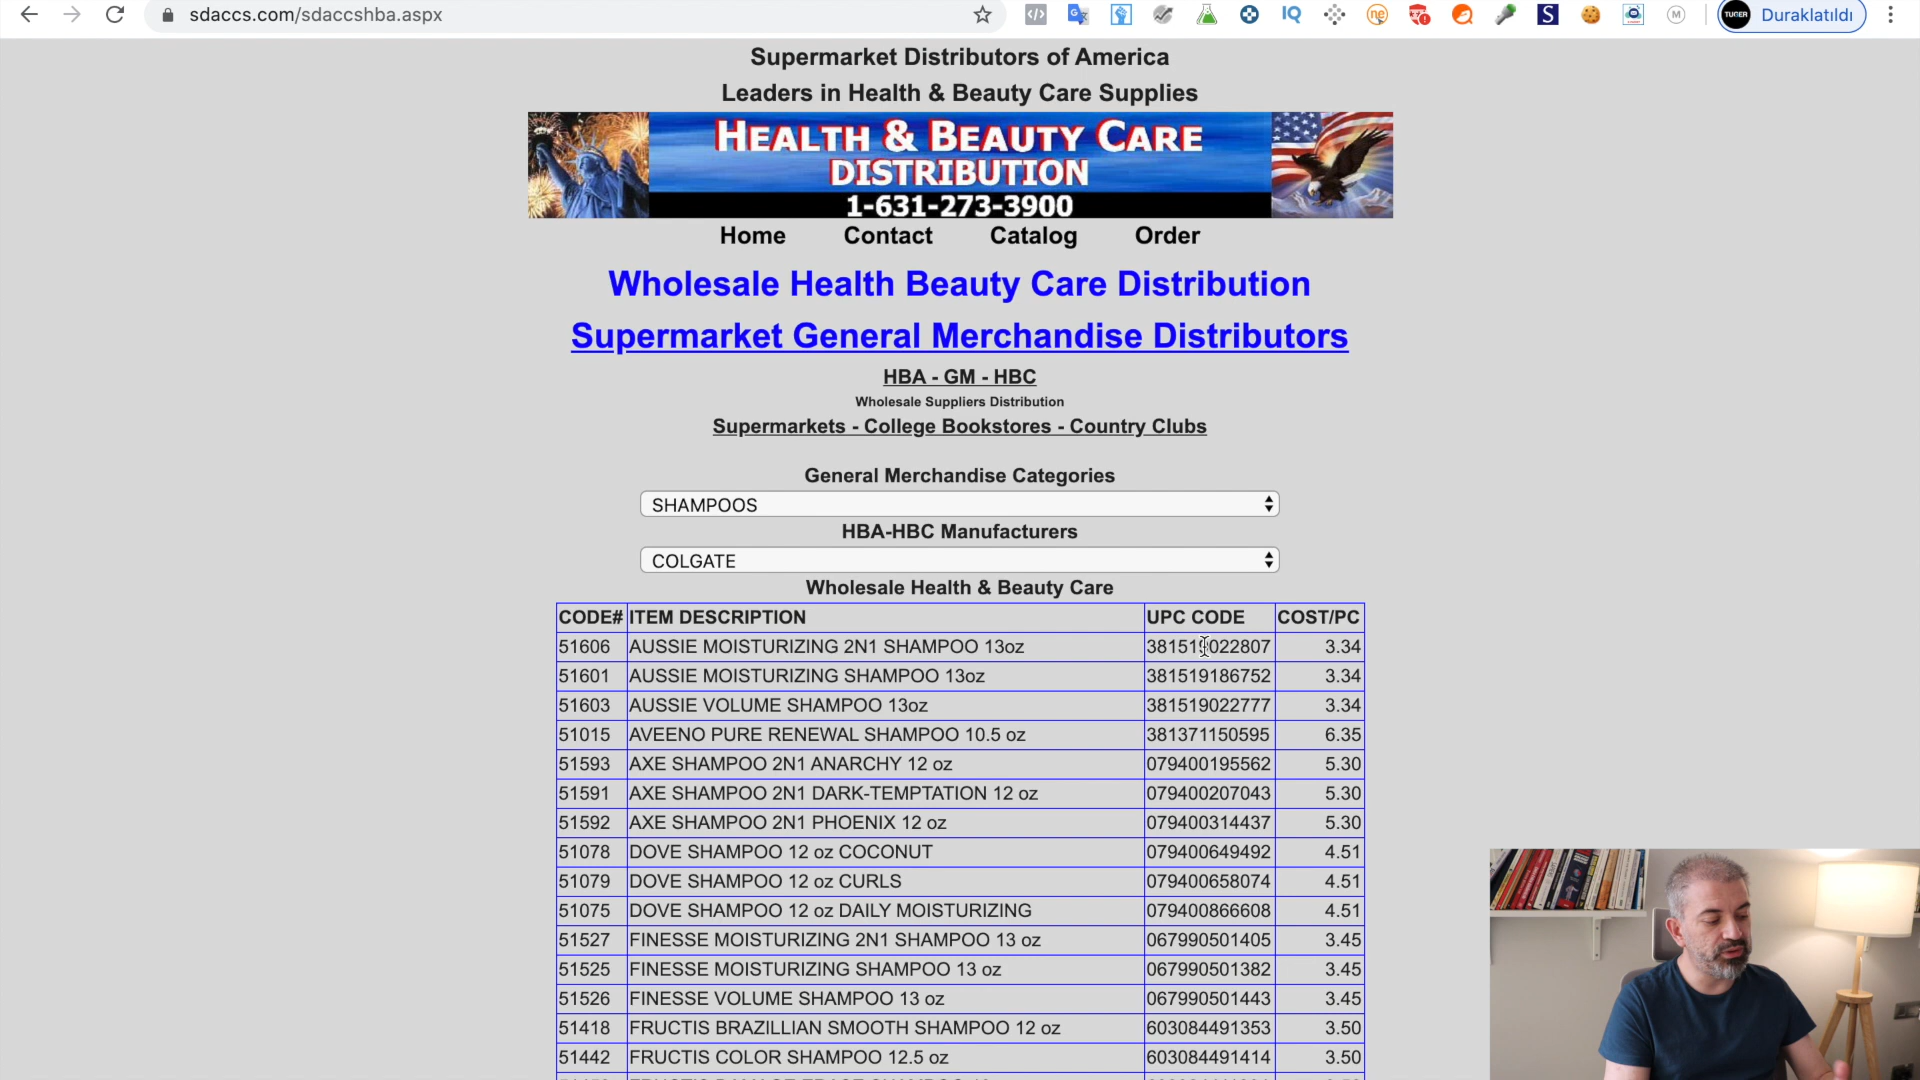 sdaccs.com/sdaccshba.aspx
Duraklatıldı
Supermarket Distributors of America
Leaders in Health & Beauty Care Supplies
HEALTH & BEAUTY CARE
DISTRIBUTION
1-631-273-3900
Home Contact Catalog Order
Wholesale Health Beauty Care Distribution
Supermarket General Merchandise Distributors
HBA - GM - HBC
Wholesale Suppliers Distribution
Supermarkets - College Bookstores - Country Clubs
General Merchandise Categories
SHAMPOOS
HBA-HBC Manufacturers
COLGATE
Wholesale Health & Beauty Care
CODE# ITEM DESCRIPTION UPC CODE COST/PC
51606 AUSSIE MOISTURIZING 2N1 SHAMPOO 13oz 381519022807 3.34
51601 AUSSIE MOISTURIZING SHAMPOO 13oz 381519186752 3.34
51603 AUSSIE VOLUME SHAMPOO 13oz 381519022777 3.34
51015 AVEENO PURE RENEWAL SHAMPOO 10.5 oz 381371150595 6.35
51593 AXE SHAMPOO 2N1 ANARCHY 12 oz 079400195562 5.30
51591 AXE SHAMPOO 2N1 DARK-TEMPTATION 12 oz 079400207043 5.30
51592 AXE SHAMPOO 2N1 PHOENIX 12 oz 079400314437 5.30
51078 DOVE SHAMPOO 12 oz COCONUT 079400649492 4.51
51079 DOVE SHAMPOO 12 oz CURLS 079400658074 4.51
51075 DOVE SHAMPOO 12 oz DAILY MOISTURIZING 079400866608 4.51
51527 FINESSE MOISTURIZING 2N1 SHAMPOO 13 oz 067990501405 3.45
51525 FINESSE MOISTURIZING SHAMPOO 13 oz 067990501382 3.45
51526 FINESSE VOLUME SHAMPOO 13 oz 067990501443 3.45
51418 FRUCTIS BRAZILLIAN SMOOTH SHAMPOO 12 oz 603084491353 3.50
51442 FRUCTIS COLOR SHAMPOO 12.5 oz 603084491414 3.50